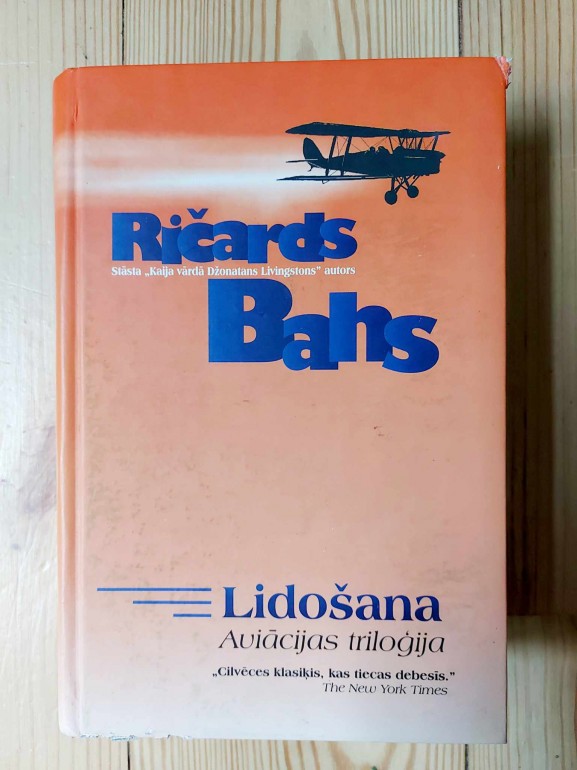 Ričards
Stāsta „Kaija vārdā Džonatans Livingstons” autors
Bahs
Lidošana
Aviācijas triloģija
„Cilvēces klasiķis, kas tiecas debesīs.”
The New York Times